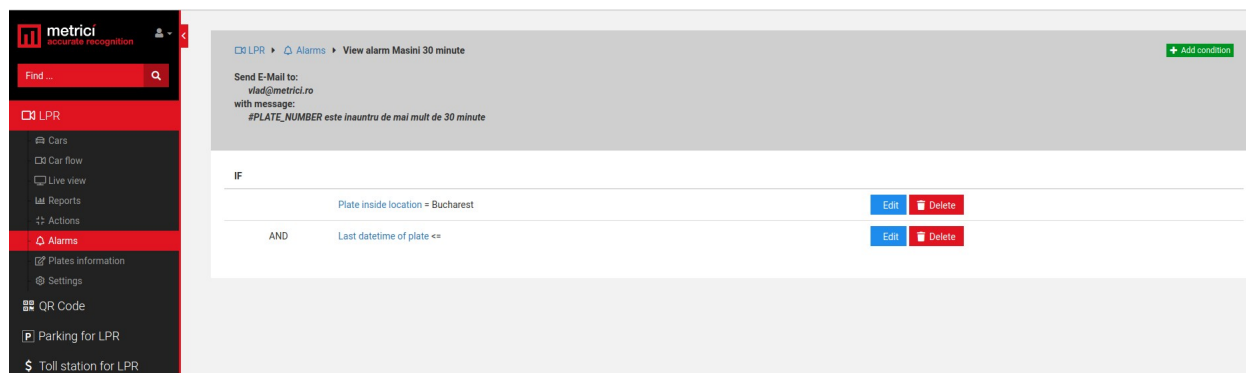 metrici
accurate recognition
Find ...
LPR
Cars
Car flow
Live view
Reports
Actions
Alarms
Plates information
Settings
QR Code
Parking for LPR
Toll station for LPR
LPR Alarms View alarm Masini 30 minute
+ Add condition
Send E-Mail to:
vlad@metrici.ro
with message:
#PLATE_NUMBER este inauntru de mai mult de 30 minute
IF
Plate inside location = Bucharest Edit Delete
AND Last datetime of plate <= Edit Delete